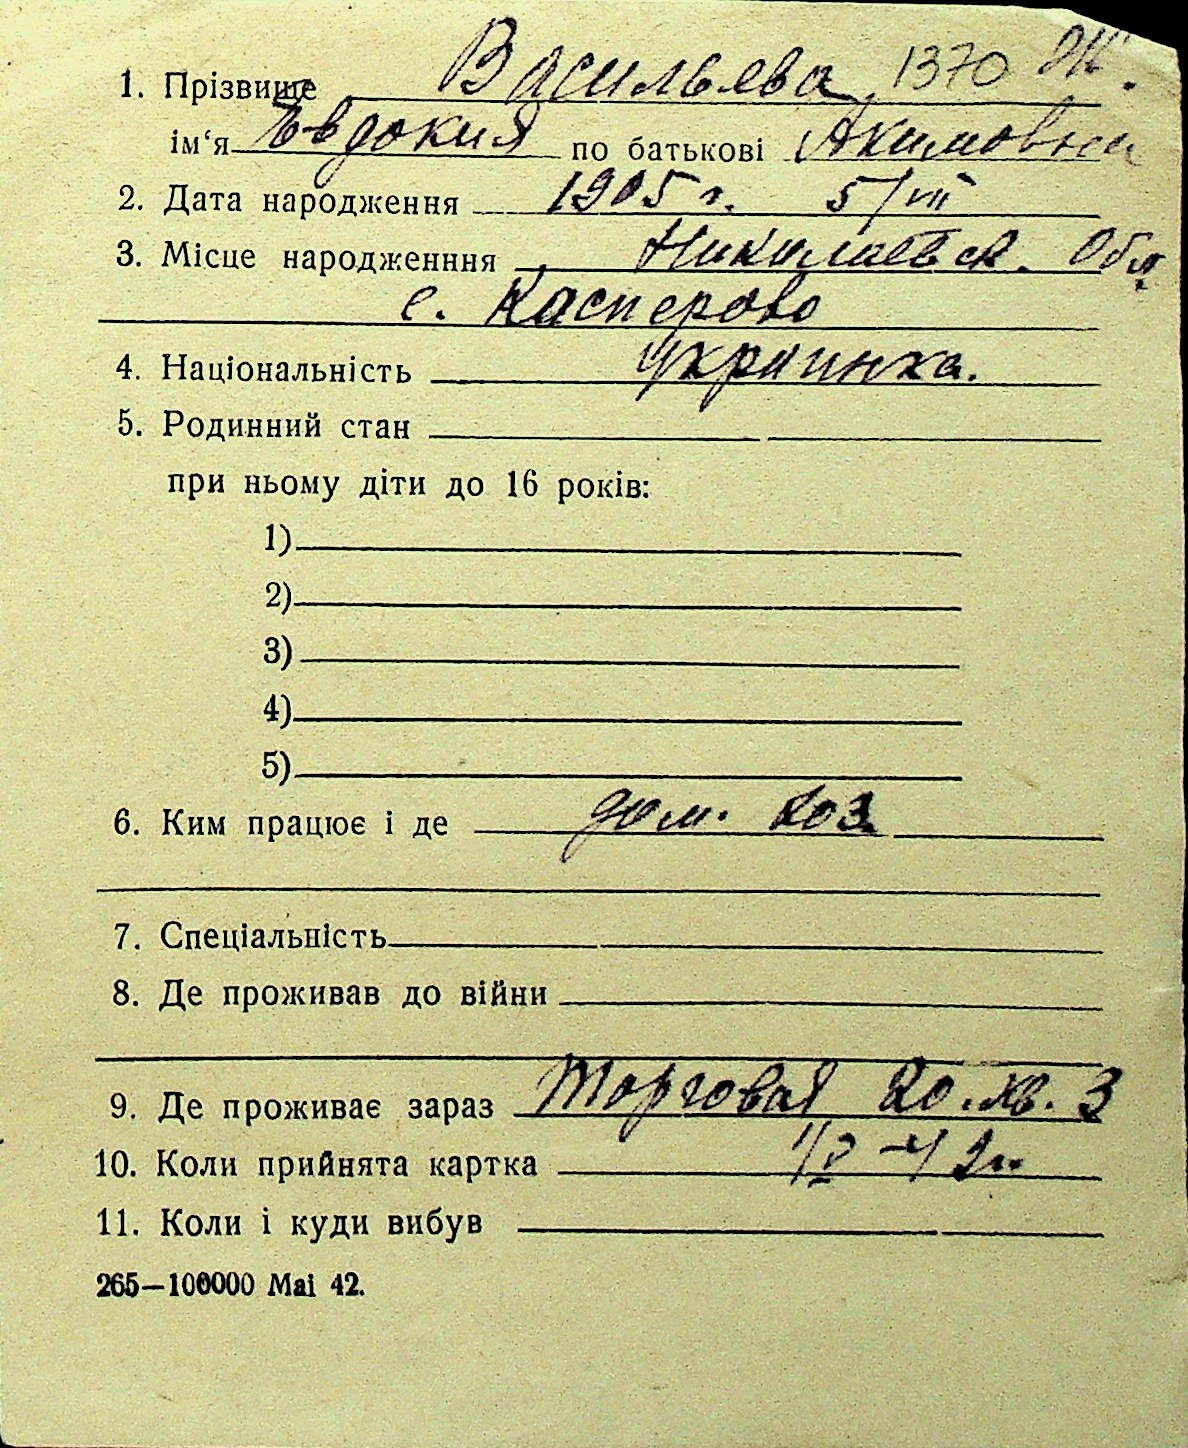 1. Прізвище Васильева 1370 Ж.
ім‘я Евдокия по батькові Акимовна
2. Дата народження 1905 г. 5/VII
3. Місце народженння Николаевск. Обл.
с. Касперово
4. Національність украинка.
5. Родинний стан
при ньому діти до 16 років:
1)
2)
3)
4)
5)
6. Ким працює і де дом. хоз.
7. Спеціальність
8. Де проживав до війни
9. Де проживає зараз Торговая 20. кв. 3
10. Коли прийнята картка 1/V-42г.
11. Коли і куди вибув
265—100000 Mai 42.